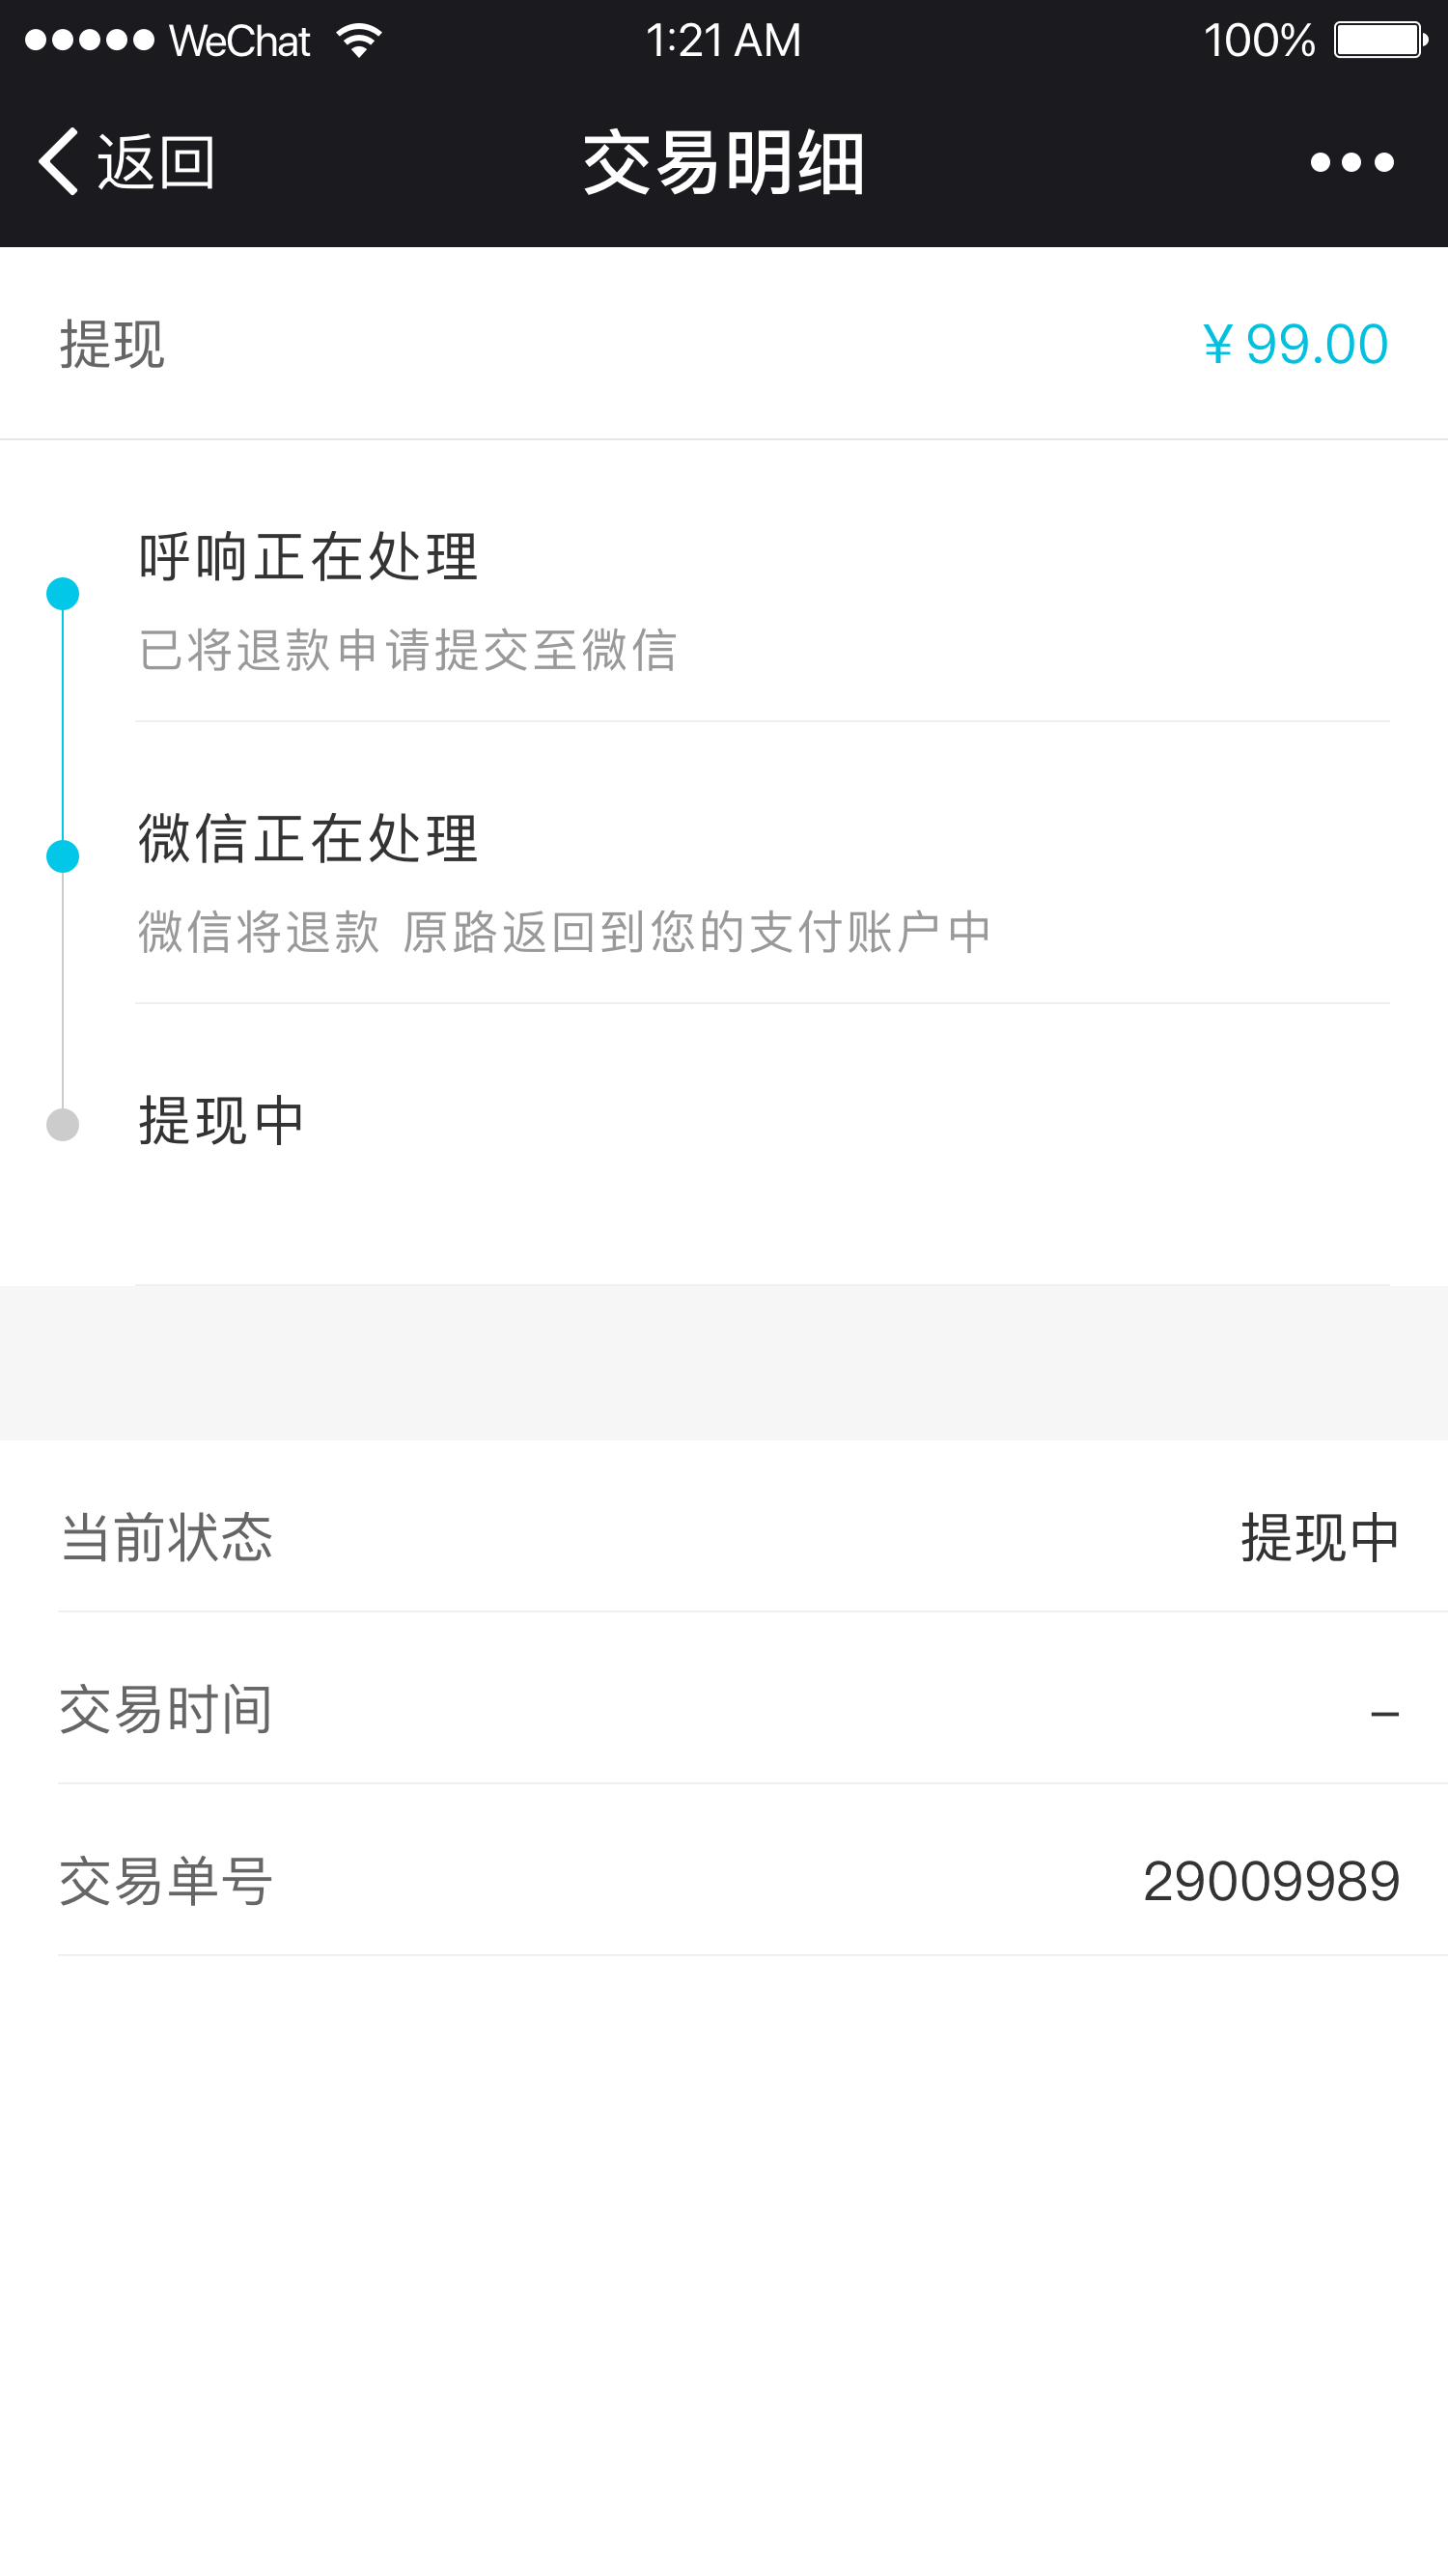 WeChat 1:21 AM 100%
返回 交易明细
提现 ¥ 99.00
呼响正在处理
已将退款申请提交至微信
微信正在处理
微信将退款 原路返回到您的支付账户中
提现中
当前状态 提现中
交易时间 –
交易单号 29009989